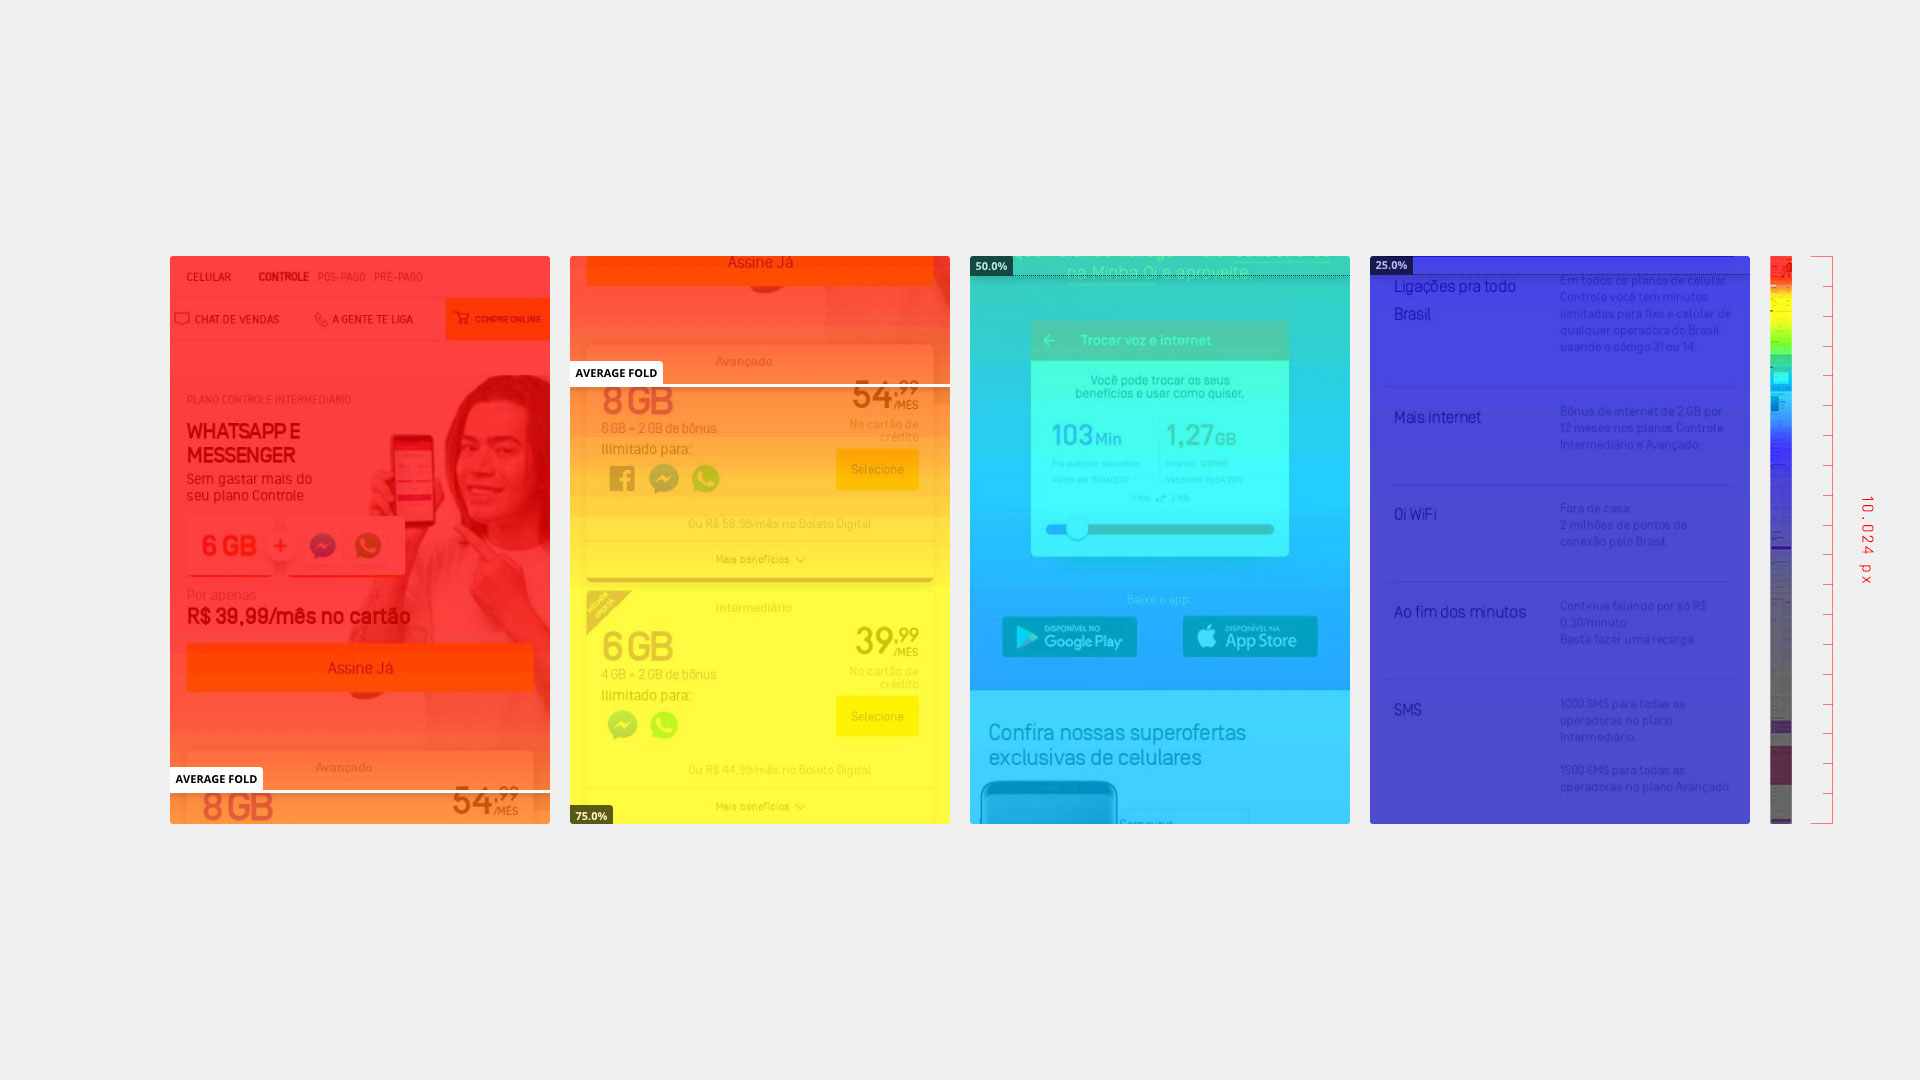 CELULAR CONTROLE PÓS-PAGO PRÉ-PAGO
CHAT DE VENDAS A GENTE TE LIGA COMPRE ONLINE
PLANO CONTROLE INTERMEDIÁRIO
WHATSAPP E
MESSENGER
Sem gastar mais do
seu plano Controle
6 GB +
Por apenas
R$ 39,99/mês no cartão
Assine Já
Avançado
AVERAGE FOLD
8 GB 54,99
/MÊS
Assine Já
Avançado
AVERAGE FOLD
8 GB 54,99
/MÊS
6 GB + 2 GB de bônus
No cartão de
crédito
Ilimitado para:
Selecione
Ou R$ 59,99/mês no Boleto Digital
Mais benefícios
MELHOR
OFERTA
Intermediário
6 GB 39,99
/MÊS
4 GB + 2 GB de bônus
No cartão de
crédito
Ilimitado para:
Selecione
Ou R$ 44,99/mês no Boleto Digital
Mais benefícios
75.0%
50.0%
na Minha Oi e aproveite
Trocar voz e internet
Você pode trocar os seus
benefícios e usar como quiser.
103 Min 1,27 GB
Pra qualquer operadora Internet 1297MB
Válido até 15/04/2017 Válido até 15/04/2017
1 Min 2 MB
Baixe o app:
DISPONÍVEL NO
Google Play
DISPONÍVEL NA
App Store
Confira nossas superofertas
exclusivas de celulares
Samsung
25.0%
Ligações pra todo
Brasil
Em todos os planos de celular
Controle você tem minutos
ilimitados para fixo e celular de
qualquer operadora do Brasil
usando o código 31 ou 14.
Mais internet
Bônus de internet de 2 GB por
12 meses nos planos Controle
Intermediário e Avançado.
Oi WiFi
Fora de casa:
2 milhões de pontos de
conexão pelo Brasil
Ao fim dos minutos
Continue falando por só R$
0,30/minuto
Basta fazer uma recarga.
SMS
1000 SMS para todas as
operadoras no plano
Intermediário.
1500 SMS para todas as
operadoras no plano Avançado.
10.024 px